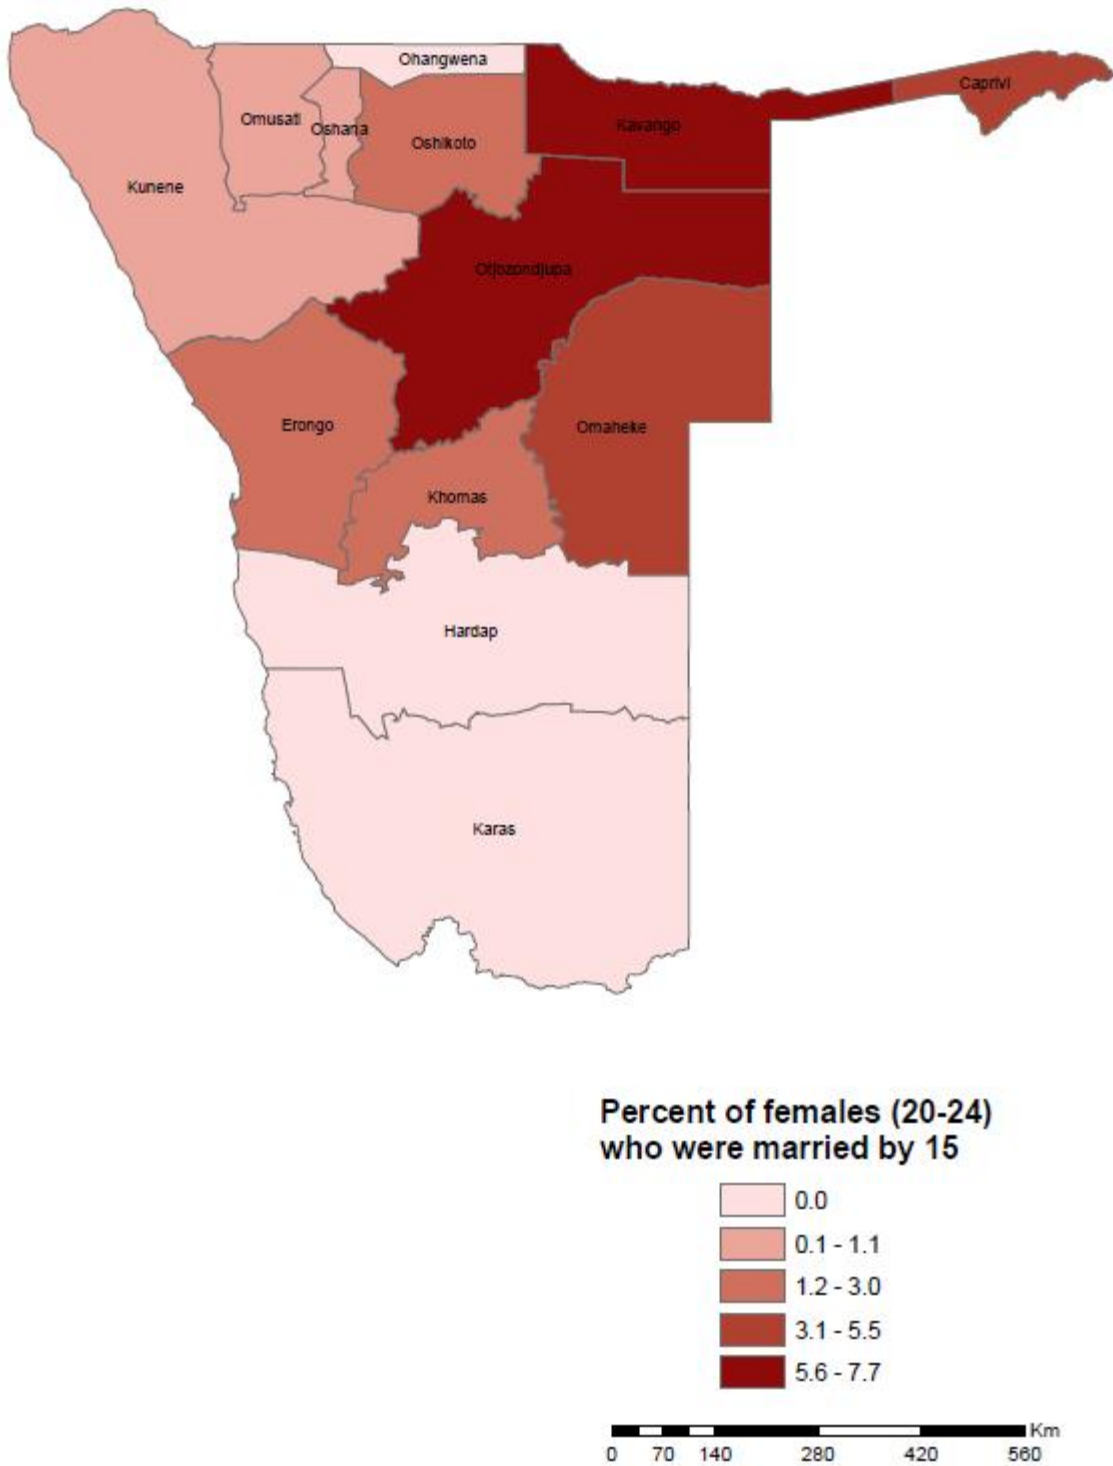 Ohangwena
Caprivi
Omusati
Oshana
Kavango
Oshikoto
Kunene
Otjozondjupa
Erongo
Omaheke
Khomas
Hardap
Karas
Percent of females (20-24)
who were married by 15
0.0
0.1 - 1.1
1.2 - 3.0
3.1 - 5.5
5.6 - 7.7
Km
0 70 140 280 420 560